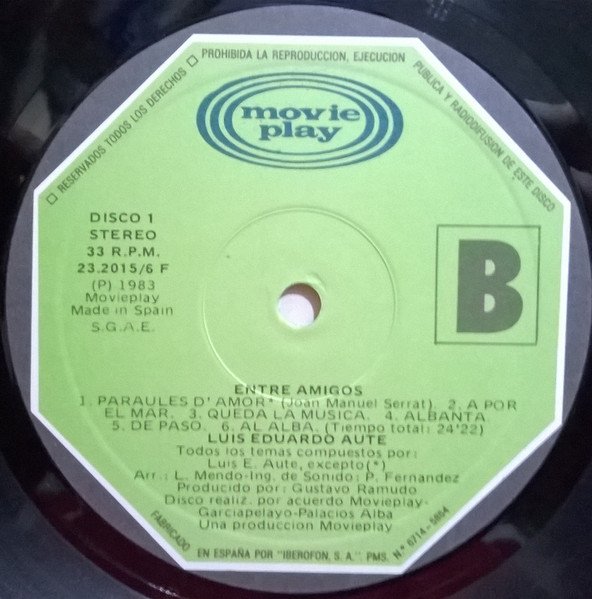 □ RESERVADOS TODOS LOS DERECHOS □ PROHIBIDA LA REPRODUCCION, EJECUCION PUBLICA Y RADIODIFUSION DE ESTE DISCO
movie
play
DISCO 1
STEREO
33 R.P.M.
23.2015/6 F
(P) 1983
Movieplay
Made in Spain
S.G.A.E.
B
ENTRE AMIGOS
1. PARAULES D'AMOR* (Joan Manuel Serrat). 2. A POR
EL MAR. 3. QUEDA LA MUSICA. 4. ALBANTA
5. DE PASO. 6. AL ALBA. (Tiempo total: 24'22)
LUIS EDUARDO AUTE
Todos los temas compuestos por:
Luis E. Aute, excepto(*)
Arr.: L. Mendo-Ing. de Sonido: P. Fernandez
Producido por: Gustavo Ramudo
Disco realiz. por acuerdo Movieplay-
Garciapelayo-Palacios Alba
Una produccion Movieplay
FABRICADO EN ESPAÑA POR "IBEROFON, S. A." PMS. N.º 6714-5864